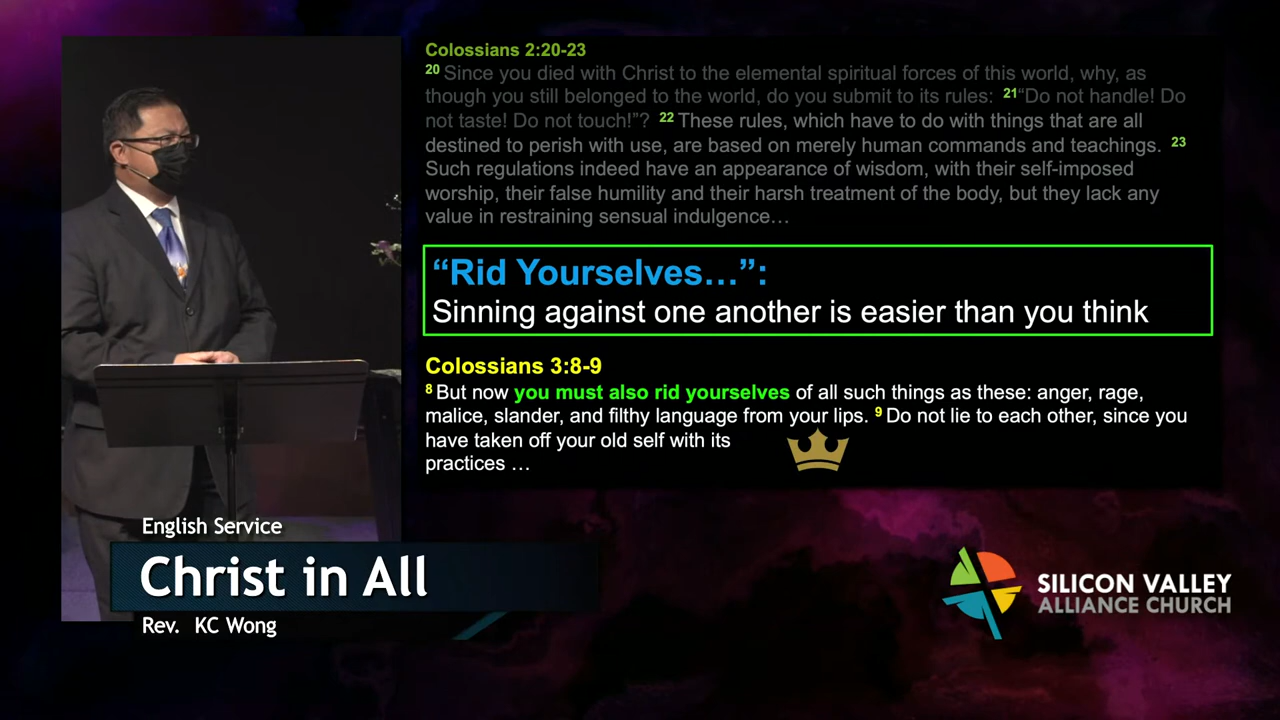 Colossians 2:20-23
20 Since you died with Christ to the elemental spiritual forces of this world, why, as
though you still belonged to the world, do you submit to its rules: 21“Do not handle! Do
not taste! Do not touch!”? 22 These rules, which have to do with things that are all
destined to perish with use, are based on merely human commands and teachings. 23
Such regulations indeed have an appearance of wisdom, with their self-imposed
worship, their false humility and their harsh treatment of the body, but they lack any
value in restraining sensual indulgence…
“Rid Yourselves…”:
Sinning against one another is easier than you think
Colossians 3:8-9
8 But now you must also rid yourselves of all such things as these: anger, rage,
malice, slander, and filthy language from your lips. 9 Do not lie to each other, since you
have taken off your old self with its
practices …
English Service
Christ in All
Rev. KC Wong
SILICON VALLEY
ALLIANCE CHURCH